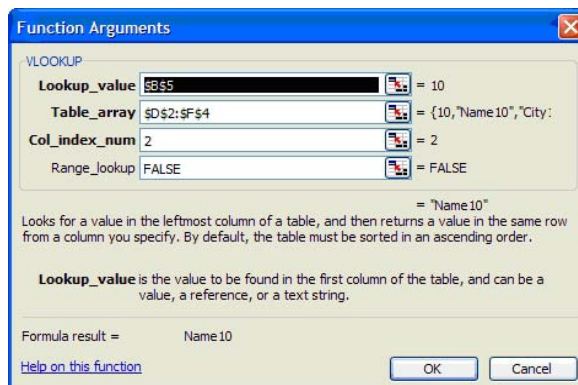 Function Arguments
VLOOKUP
Lookup_value $B$5 = 10
Table_array $D$2:$F$4 = {10,"Name10","City:
Col_index_num 2 = 2
Range_lookup FALSE = FALSE
= "Name10"
Looks for a value in the leftmost column of a table, and then returns a value in the same row
from a column you specify. By default, the table must be sorted in an ascending order.
Lookup_value is the value to be found in the first column of the table, and can be a
value, a reference, or a text string.
Formula result = Name10
Help on this function OK Cancel